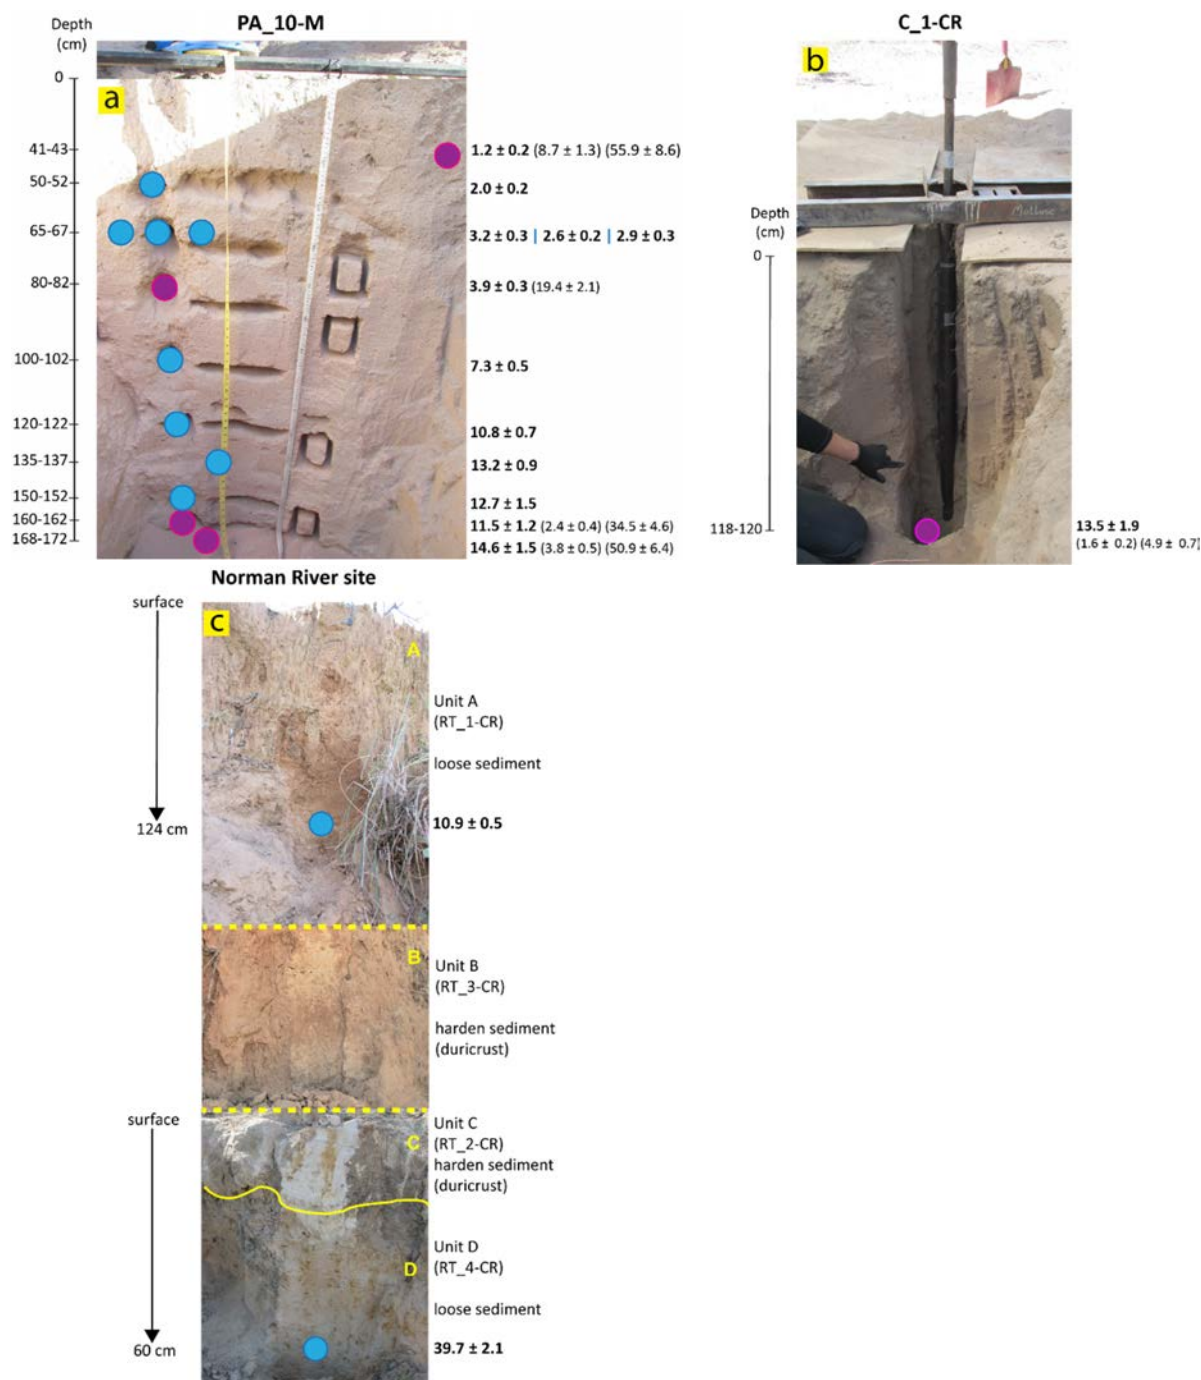 PA_10-M
Depth
(cm)
0
a
41-43
1.2 ± 0.2 (8.7 ± 1.3) (55.9 ± 8.6)
50-52
2.0 ± 0.2
65-67
3.2 ± 0.3 | 2.6 ± 0.2 | 2.9 ± 0.3
80-82
3.9 ± 0.3 (19.4 ± 2.1)
100-102
7.3 ± 0.5
120-122
10.8 ± 0.7
135-137
13.2 ± 0.9
150-152
12.7 ± 1.5
160-162
11.5 ± 1.2 (2.4 ± 0.4) (34.5 ± 4.6)
168-172
14.6 ± 1.5 (3.8 ± 0.5) (50.9 ± 6.4)
C_1-CR
b
Depth
(cm)
0
118-120
13.5 ± 1.9
(1.6 ± 0.2) (4.9 ± 0.7)
Norman River site
surface
C
A
Unit A
(RT_1-CR)
loose sediment
124 cm
10.9 ± 0.5
B
Unit B
(RT_3-CR)
harden sediment
(duricrust)
surface
C
Unit C
(RT_2-CR)
harden sediment
(duricrust)
D
Unit D
(RT_4-CR)
loose sediment
60 cm
39.7 ± 2.1